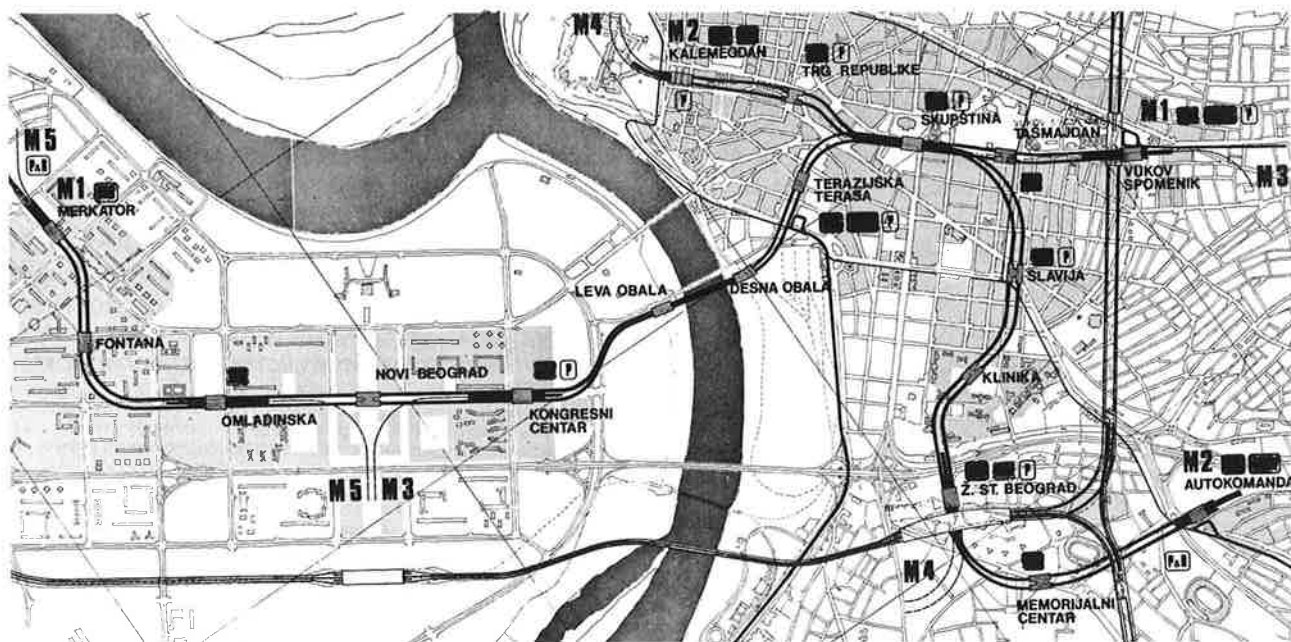 M4
M2
KALEMEGDAN
P
TRG REPUBLIKE
P
P
SKUPŠTINA
TAŠMAJDAN
M1
P
VUKOV
SPOMENIK
M3
M5
P+R
M1
MERKATOR
TERAZIJSKA
TERASA
P
SLAVIJA
LEVA OBALA
DESNA OBALA
FONTANA
NOVI BEOGRAD
P
KLINIKA
OMLADINSKA
KONGRESNI
CENTAR
M5
M3
P
Ž. ST. BEOGRAD
M2
AUTOKOMANDA
M4
P+R
MEMORIJALNI
CENTAR